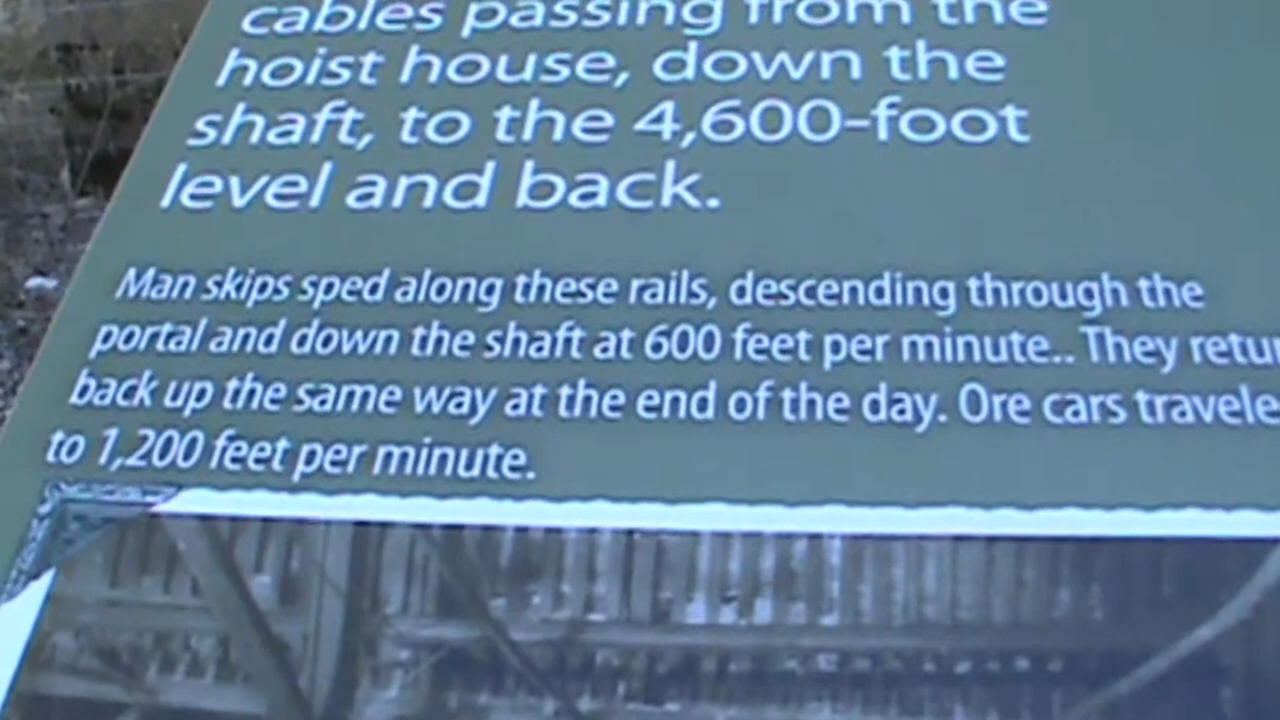 cables passing from the
hoist house, down the
shaft, to the 4,600-foot
level and back.
Man skips sped along these rails, descending through the
portal and down the shaft at 600 feet per minute.. They retur
back up the same way at the end of the day. Ore cars travele
to 1,200 feet per minute.